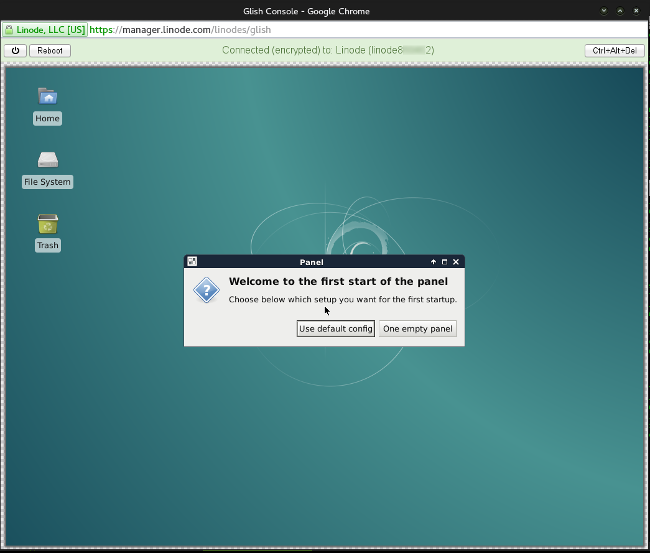 Glish Console - Google Chrome
Linode, LLC [US] https://manager.linode.com/linodes/glish
Reboot Connected (encrypted) to: Linode (linode8 2) Ctrl+Alt+Del
Home
File System
Trash
Panel
Welcome to the first start of the panel
Choose below which setup you want for the first startup.
Use default config One empty panel